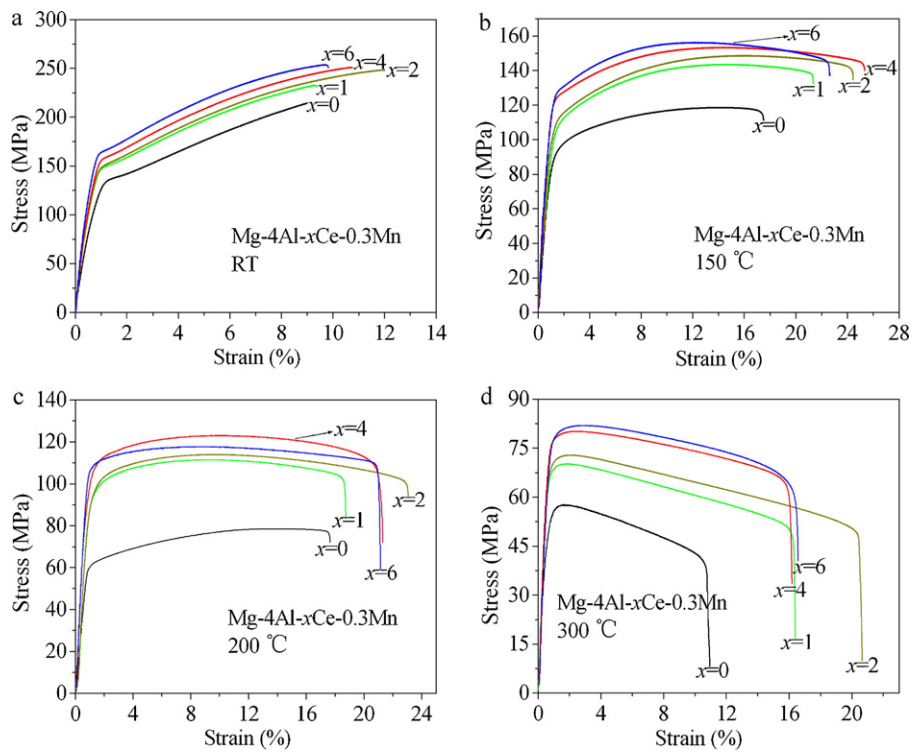 a
300
250
200
150
100
50
0
Stress (MPa)
x=6
x=4
x=2
x=1
x=0
Mg-4Al-xCe-0.3Mn
RT
0 2 4 6 8 10 12 14
Strain (%)
b
160
140
120
100
80
60
40
20
0
Stress (MPa)
x=6
x=4
x=2
x=1
x=0
Mg-4Al-xCe-0.3Mn
150 ℃
0 4 8 12 16 20 24 28
Strain (%)
c
140
120
100
80
60
40
20
0
Stress (MPa)
x=4
x=2
x=1
x=0
x=6
Mg-4Al-xCe-0.3Mn
200 ℃
0 4 8 12 16 20 24
Strain (%)
d
90
75
60
45
30
15
0
Stress (MPa)
x=6
x=4
Mg-4Al-xCe-0.3Mn
300 ℃
x=1
x=0
x=2
0 4 8 12 16 20
Strain (%)